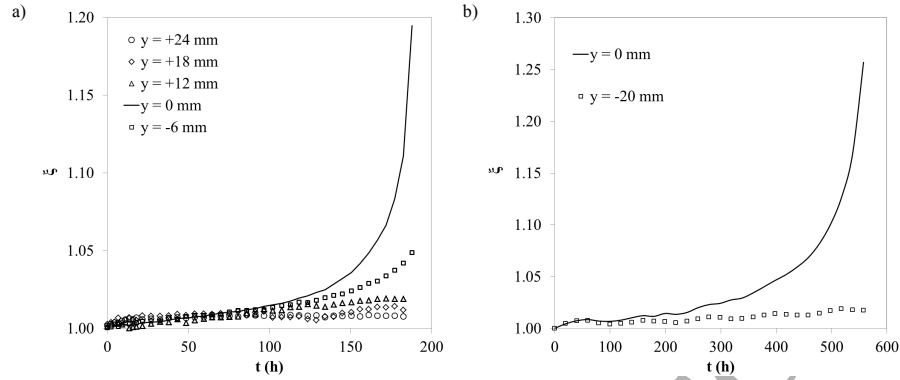 a)
1.20
1.15
1.10
1.05
1.00
ξ
y = +24 mm
y = +18 mm
y = +12 mm
y = 0 mm
y = -6 mm
0 50 100 150 200
t (h)
b)
1.30
1.25
1.20
1.15
1.10
1.05
1.00
ξ
y = 0 mm
y = -20 mm
0 100 200 300 400 500 600
t (h)